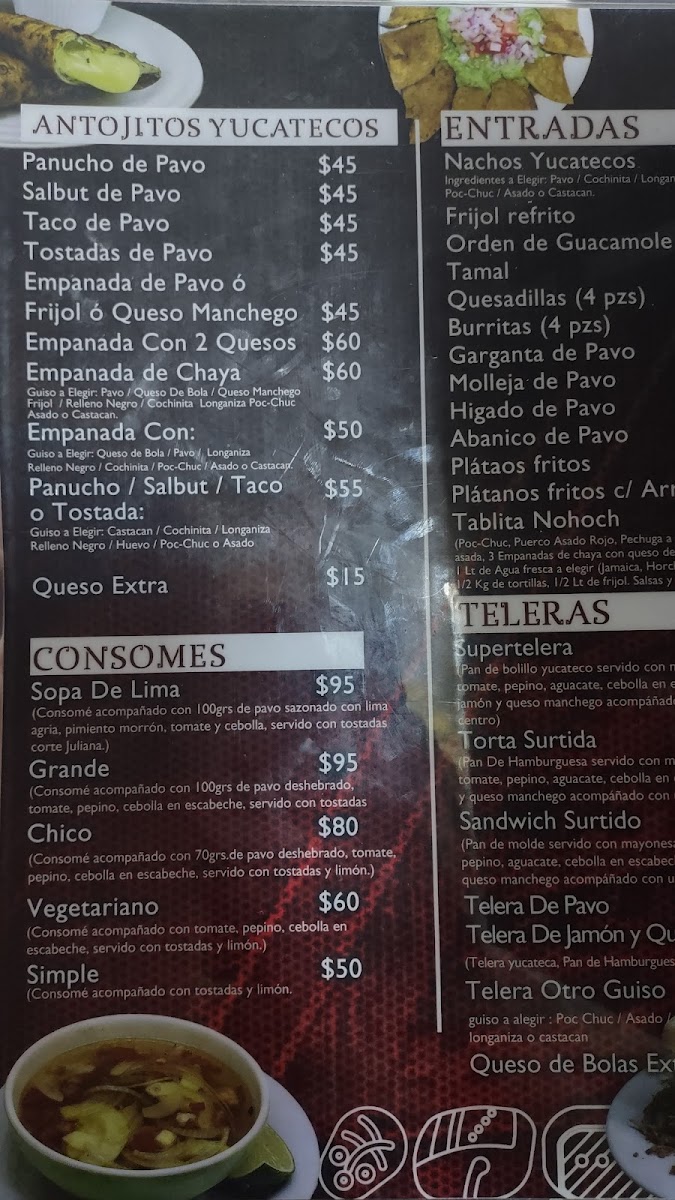 ANTOJITOS YUCATECOS
Panucho de Pavo $45
Salbut de Pavo $45
Taco de Pavo $45
Tostadas de Pavo $45
Empanada de Pavo ó
Frijol ó Queso Manchego $45
Empanada Con 2 Quesos $60
Empanada de Chaya $60
Guiso a Elegir: Pavo / Queso De Bola / Queso Manchego
Frijol / Relleno Negro / Cochinita Longaniza Poc-Chuc
Asado o Castacan.
Empanada Con: $50
Guiso a Elegir: Queso de Bola / Pavo / Longaniza
Relleno Negro / Cochinita / Poc-Chuc / Asado o Castacan.
Panucho / Salbut / Taco $55
o Tostada:
Guiso a Elegir: Castacan / Cochinita / Longaniza
Relleno Negro / Huevo / Poc-Chuc o Asado
Queso Extra $15
CONSOMES
Sopa De Lima $95
(Consomé acompañado con 100grs de pavo sazonado con lima
agria, pimiento morrón, tomate y cebolla, servido con tostadas
corte Juliana.)
Grande $95
(Consomé acompañado con 100grs de pavo deshebrado,
tomate, pepino, cebolla en escabeche, servido con tostadas
Chico $80
(Consomé acompañado con 70grs.de pavo deshebrado, tomate,
pepino, cebolla en escabeche, servido con tostadas y limón.)
Vegetariano $60
(Consomé acompañado con tomate, pepino, cebolla en
escabeche, servido con tostadas y limón.)
Simple $50
(Consomé acompañado con tostadas y limón.
ENTRADAS
Nachos Yucatecos
Ingredientes a Elegir: Pavo / Cochinita / Longan
Poc-Chuc / Asado o Castacan.
Frijol refrito
Orden de Guacamole
Tamal
Quesadillas (4 pzs)
Burritas (4 pzs)
Garganta de Pavo
Molleja de Pavo
Higado de Pavo
Abanico de Pavo
Plátaos fritos
Plátanos fritos c/ Arr
Tablita Nohoch
(Poc-Chuc, Puerco Asado Rojo, Pechuga a
asada, 3 Empanadas de chaya con queso de
1 Lt de Agua fresca a elegir (Jamaica, Horch
1/2 Kg de tortillas, 1/2 Lt de frijol. Salsas y
TELERAS
Supertelera
(Pan de bolillo yucateco servido con m
tomate, pepino, aguacate, cebolla en e
jamón y queso manchego acompáñado
centro)
Torta Surtida
(Pan De Hamburguesa servido con m
tomate, pepino, aguacate, cebolla en
y queso manchego acompáñado con
Sandwich Surtido
(Pan de molde servido con mayones
pepino, aguacate, cebolla en escabec
queso manchego acompáñado con u
Telera De Pavo
Telera De Jamón y Qu
(Telera yucateca, Pan de Hamburgues
Telera Otro Guiso
guiso a alegir : Poc Chuc / Asado /
longaniza o castacan
Queso de Bolas Ext